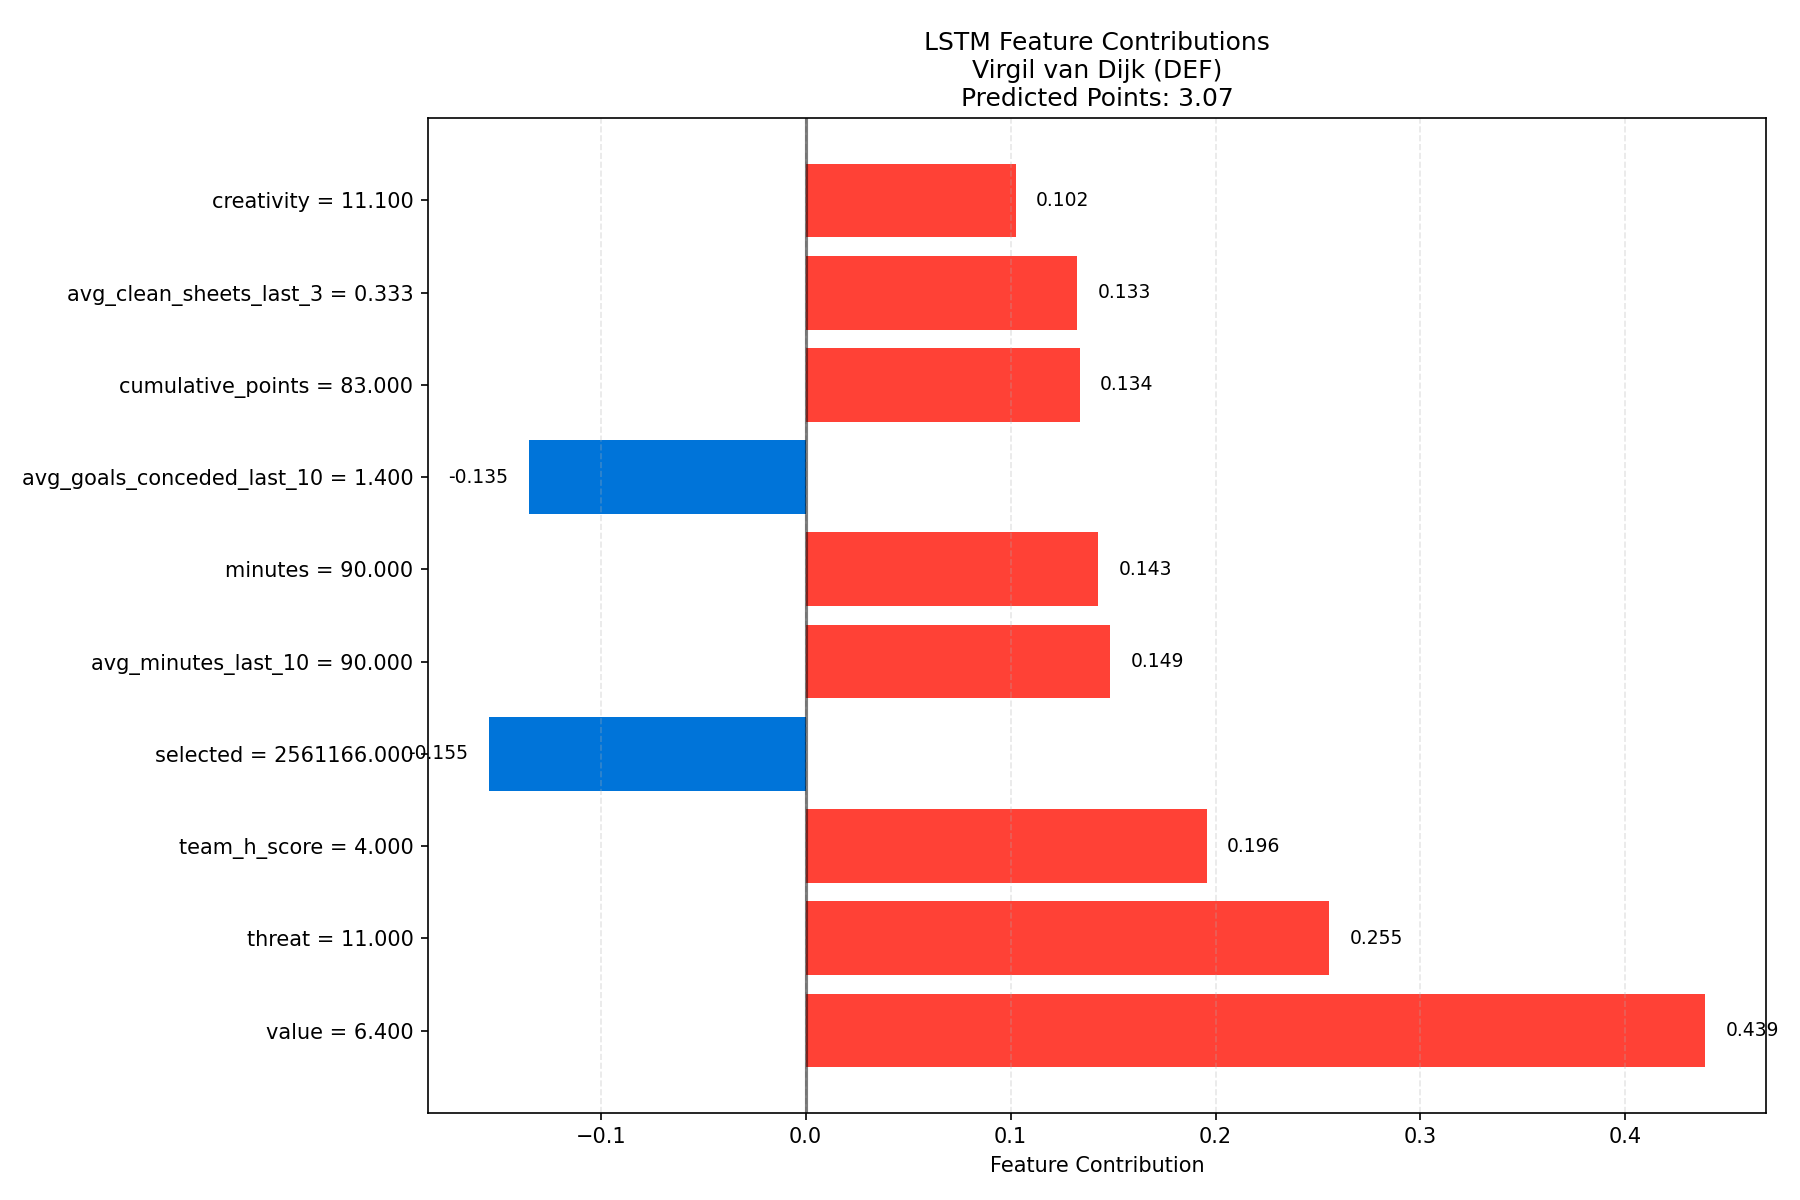 LSTM Feature Contributions
Virgil van Dijk (DEF)
Predicted Points: 3.07
creativity = 11.100
0.102
avg_clean_sheets_last_3 = 0.333
0.133
cumulative_points = 83.000
0.134
avg_goals_conceded_last_10 = 1.400
-0.135
minutes = 90.000
0.143
avg_minutes_last_10 = 90.000
0.149
selected = 2561166.000
-0.155
team_h_score = 4.000
0.196
threat = 11.000
0.255
value = 6.400
0.439
−0.1 0.0 0.1 0.2 0.3 0.4
Feature Contribution